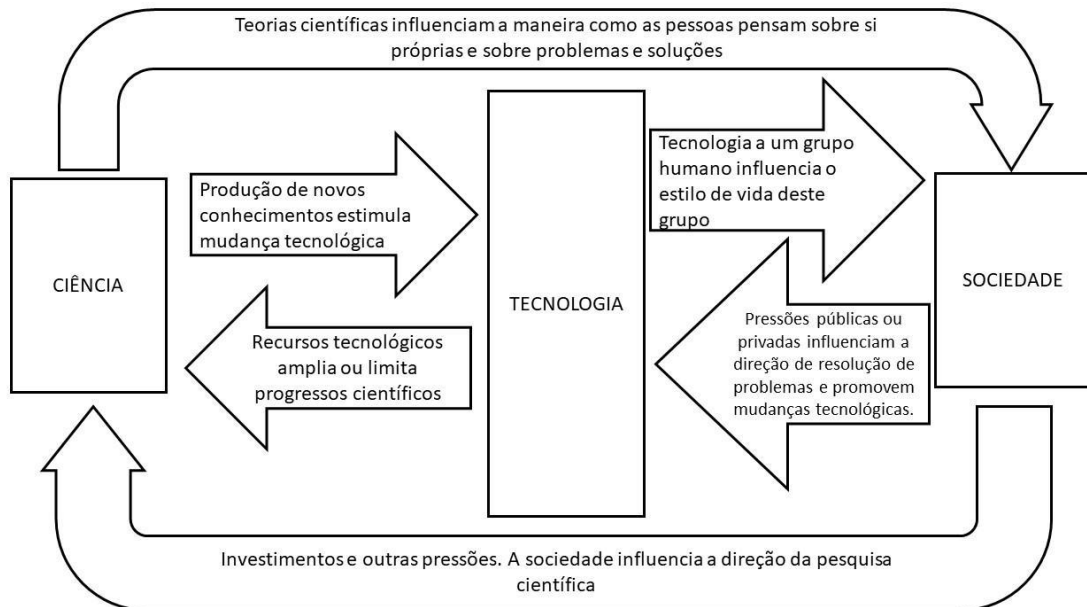 Teorias científicas influenciam a maneira como as pessoas pensam sobre si
próprias e sobre problemas e soluções
Produção de novos
conhecimentos estimula
mudança tecnológica
Tecnologia a um grupo
humano influencia o
estilo de vida deste
grupo
CIÊNCIA
TECNOLOGIA
SOCIEDADE
Recursos tecnológicos
amplia ou limita
progressos científicos
Pressões públicas ou
privadas influenciam a
direção de resolução de
problemas e promovem
mudanças tecnológicas.
Investimentos e outras pressões. A sociedade influencia a direção da pesquisa
científica